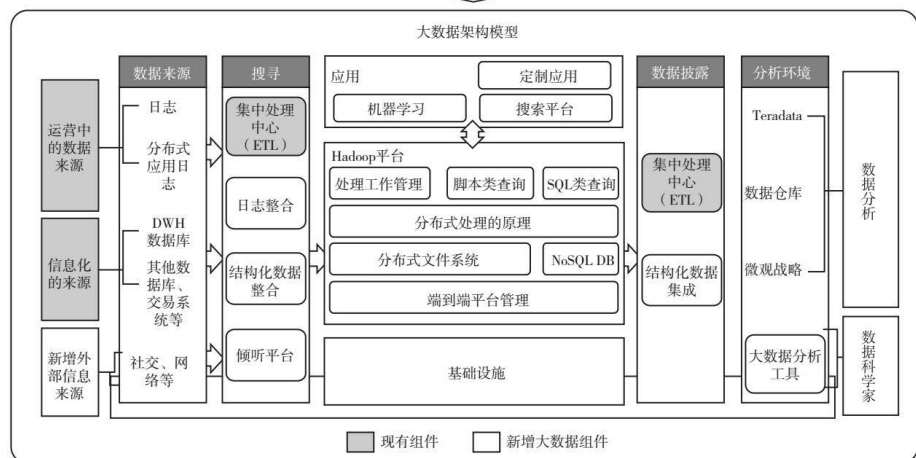 大数据架构模型
运营中
的数据
来源
信息化
的来源
新增外
部信息
来源
数据来源
日志
分布式
应用日
志
DWH
数据库
其他数
据库、
交易系
统等
社交、网
络等
搜寻
集中处理
中心
（ETL）
日志整合
结构化数据
整合
倾听平台
应用
定制应用
机器学习
搜索平台
Hadoop平台
处理工作管理
脚本类查询
SQL类查询
分布式处理的原理
分布式文件系统
NoSQL DB
端到端平台管理
基础设施
数据披露
集中处理
中心
（ETL）
结构化数据
集成
分析环境
Teradata
数据仓库
微观战略
大数据分析
工具
数据分析
数据科学家
现有组件
新增大数据组件